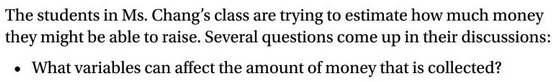 The students in Ms. Chang’s class are trying to estimate how much money
they might be able to raise. Several questions come up in their discussions:
• What variables can affect the amount of money that is collected?